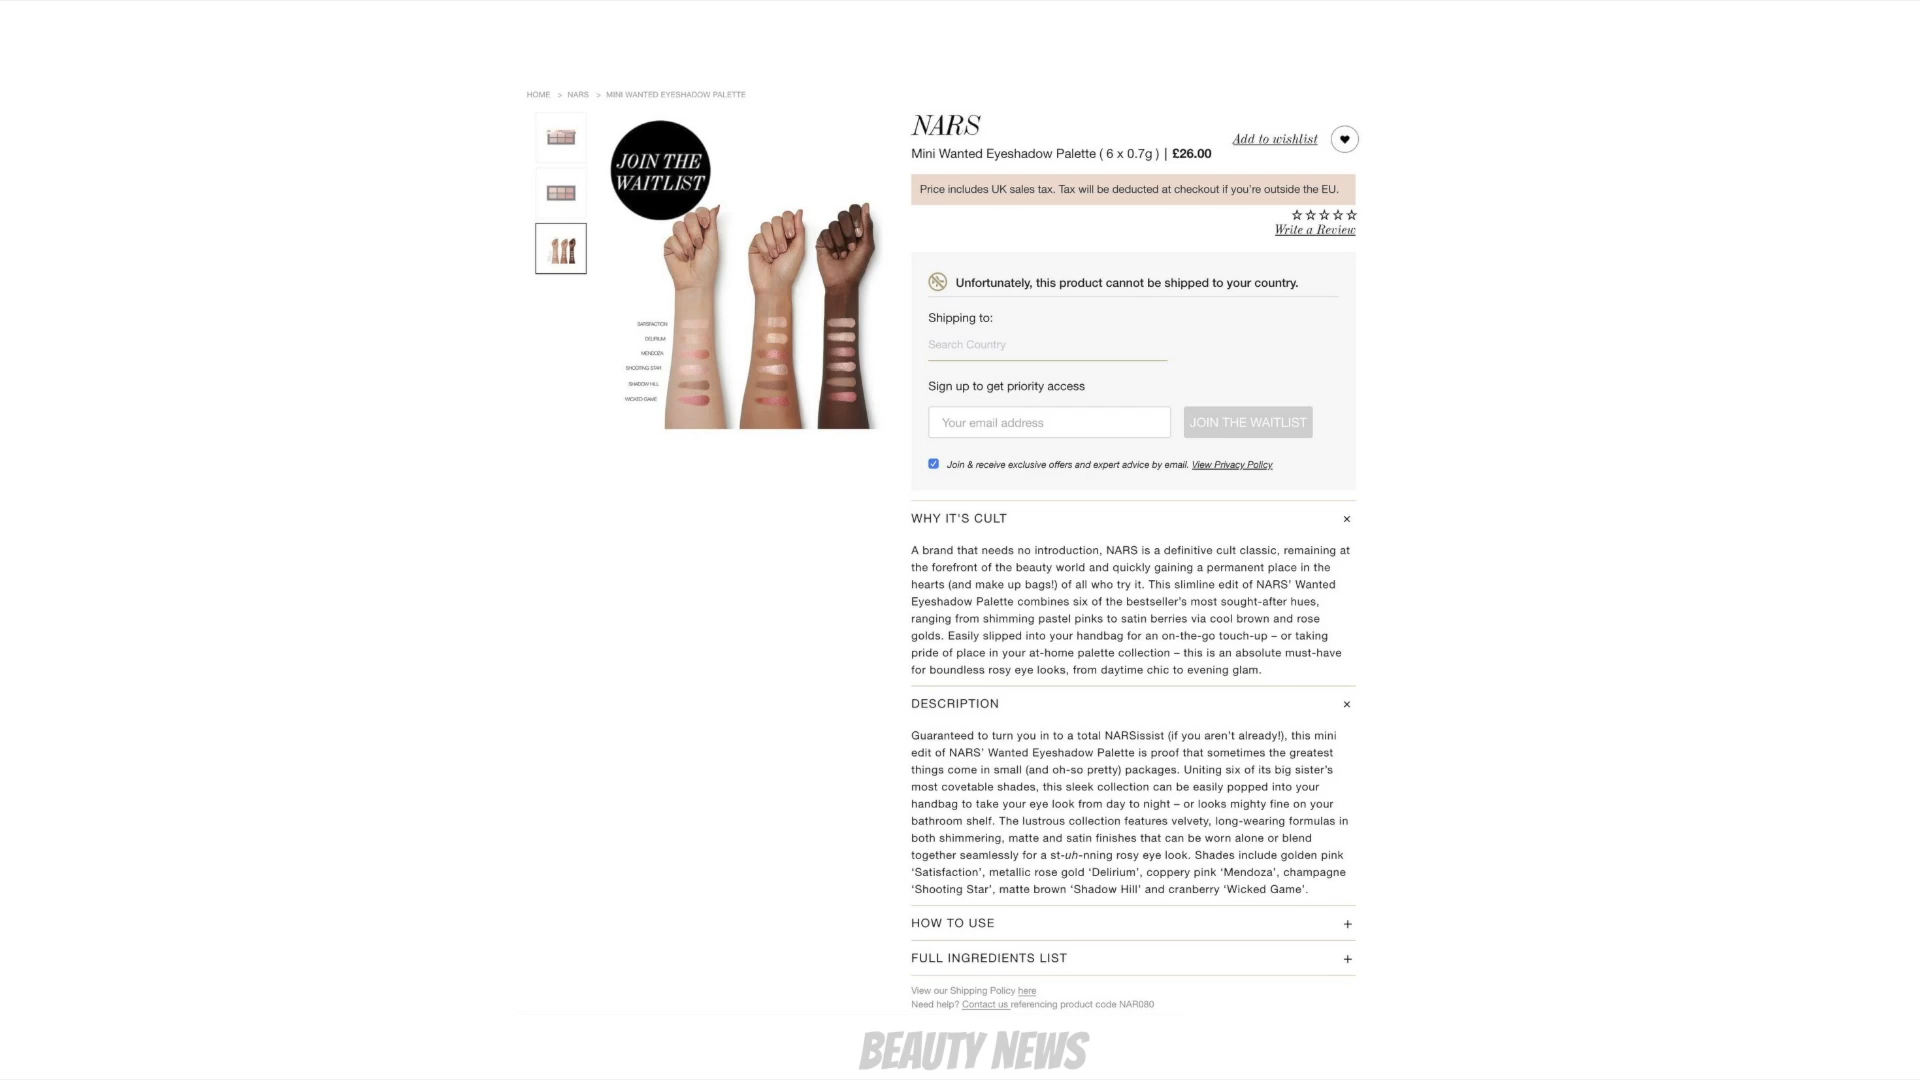 HOME > NARS > MINI WANTED EYESHADOW PALETTE
JOIN THE
WAITLIST
SATISFACTION
DELIRIUM
MENDOZA
SHOOTING STAR
SHADOW HILL
WICKED GAME
NARS
Mini Wanted Eyeshadow Palette ( 6 x 0.7g ) | £26.00
Add to wishlist
Price includes UK sales tax. Tax will be deducted at checkout if you're outside the EU.
Write a Review
Unfortunately, this product cannot be shipped to your country.
Shipping to:
Search Country
Sign up to get priority access
Your email address
JOIN THE WAITLIST
Join & receive exclusive offers and expert advice by email. View Privacy Policy
WHY IT'S CULT
A brand that needs no introduction, NARS is a definitive cult classic, remaining at
the forefront of the beauty world and quickly gaining a permanent place in the
hearts (and make up bags!) of all who try it. This slimline edit of NARS' Wanted
Eyeshadow Palette combines six of the bestseller's most sought-after hues,
ranging from shimming pastel pinks to satin berries via cool brown and rose
golds. Easily slipped into your handbag for an on-the-go touch-up – or taking
pride of place in your at-home palette collection – this is an absolute must-have
for boundless rosy eye looks, from daytime chic to evening glam.
DESCRIPTION
Guaranteed to turn you in to a total NARSissist (if you aren't already!), this mini
edit of NARS' Wanted Eyeshadow Palette is proof that sometimes the greatest
things come in small (and oh-so pretty) packages. Uniting six of its big sister's
most covetable shades, this sleek collection can be easily popped into your
handbag to take your eye look from day to night – or looks mighty fine on your
bathroom shelf. The lustrous collection features velvety, long-wearing formulas in
both shimmering, matte and satin finishes that can be worn alone or blend
together seamlessly for a st-uh-nning rosy eye look. Shades include golden pink
'Satisfaction', metallic rose gold 'Delirium', coppery pink 'Mendoza', champagne
'Shooting Star', matte brown 'Shadow Hill' and cranberry 'Wicked Game'.
HOW TO USE
FULL INGREDIENTS LIST
View our Shipping Policy here
Need help? Contact us referencing product code NAR080
BEAUTY NEWS